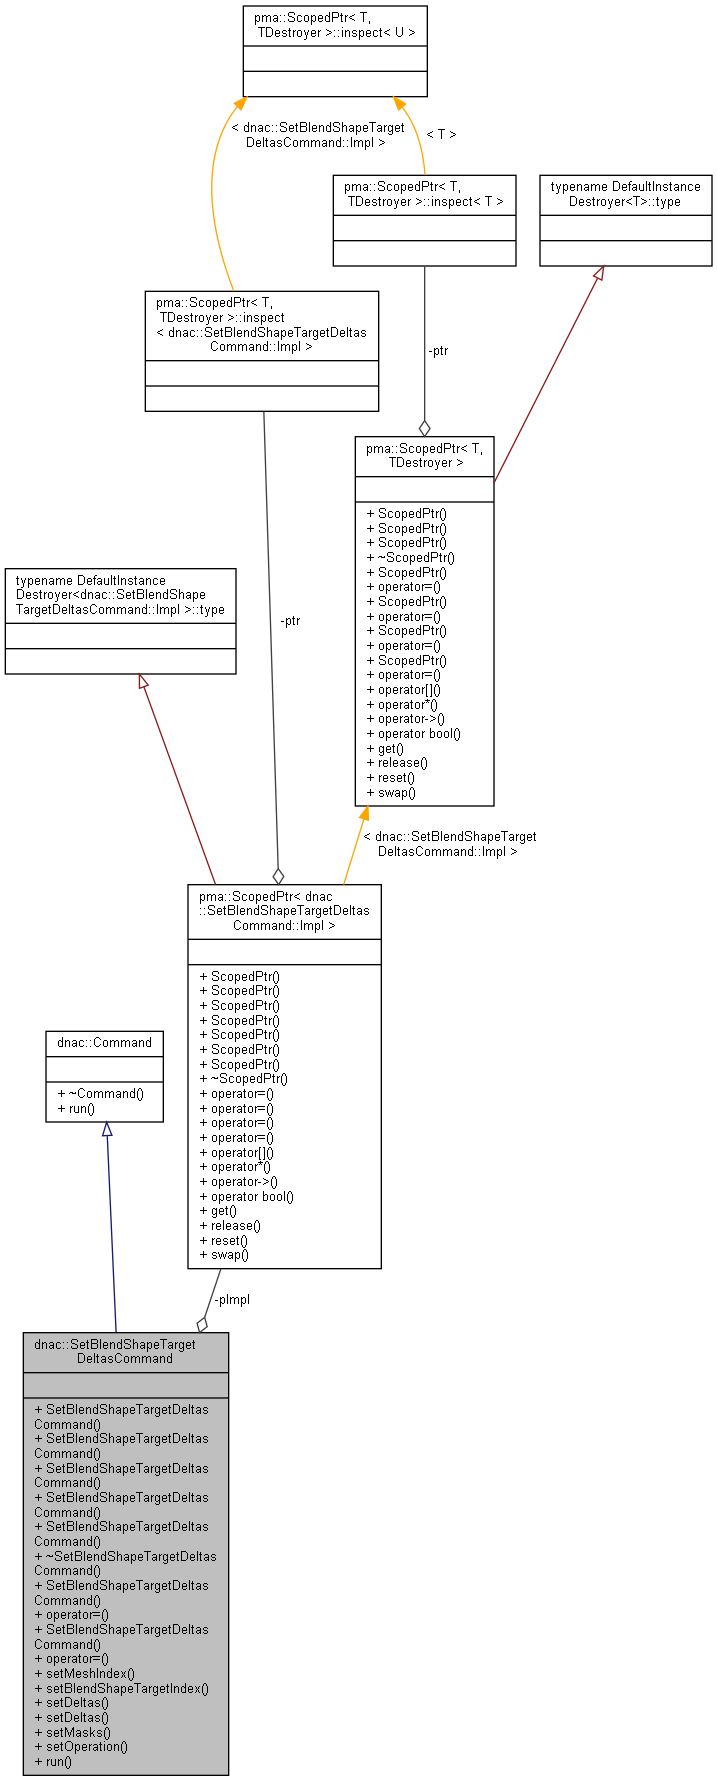 pma::ScopedPtr< T,
TDestroyer >::inspect< U >
< dnac::SetBlendShapeTarget
DeltasCommand::Impl >
< T >
pma::ScopedPtr< T,
TDestroyer >::inspect< T >
typename DefaultInstance
Destroyer<T>::type
pma::ScopedPtr< T,
TDestroyer >::inspect
< dnac::SetBlendShapeTargetDeltas
Command::Impl >
-ptr
pma::ScopedPtr< T,
TDestroyer >
+ ScopedPtr()
+ ScopedPtr()
+ ScopedPtr()
+ ~ScopedPtr()
+ ScopedPtr()
+ operator=()
+ ScopedPtr()
+ operator=()
+ ScopedPtr()
+ operator=()
+ ScopedPtr()
+ operator=()
+ operator[]()
+ operator*()
+ operator->()
+ operator bool()
+ get()
+ release()
+ reset()
+ swap()
typename DefaultInstance
Destroyer<dnac::SetBlendShape
TargetDeltasCommand::Impl >::type
-ptr
< dnac::SetBlendShapeTarget
DeltasCommand::Impl >
pma::ScopedPtr< dnac
::SetBlendShapeTargetDeltas
Command::Impl >
+ ScopedPtr()
+ ScopedPtr()
+ ScopedPtr()
+ ScopedPtr()
+ ScopedPtr()
+ ScopedPtr()
+ ScopedPtr()
+ ~ScopedPtr()
+ operator=()
+ operator=()
+ operator=()
+ operator=()
+ operator[]()
+ operator*()
+ operator->()
+ operator bool()
+ get()
+ release()
+ reset()
+ swap()
dnac::Command
+ ~Command()
+ run()
-pImpl
dnac::SetBlendShapeTarget
DeltasCommand
+ SetBlendShapeTargetDeltas
Command()
+ SetBlendShapeTargetDeltas
Command()
+ SetBlendShapeTargetDeltas
Command()
+ SetBlendShapeTargetDeltas
Command()
+ SetBlendShapeTargetDeltas
Command()
+ ~SetBlendShapeTargetDeltas
Command()
+ SetBlendShapeTargetDeltas
Command()
+ operator=()
+ SetBlendShapeTargetDeltas
Command()
+ operator=()
+ setMeshIndex()
+ setBlendShapeTargetIndex()
+ setDeltas()
+ setDeltas()
+ setMasks()
+ setOperation()
+ run()